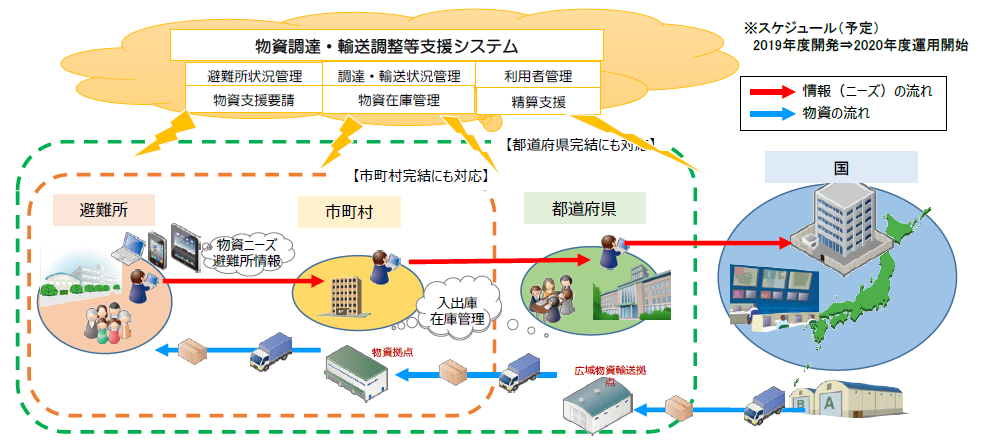 物資調達・輸送調整等支援システム
避難所状況管理
調達・輸送状況管理
利用者管理
物資支援要請
物資在庫管理
精算支援
※スケジュール（予定）
2019年度開発⇒2020年度運用開始
情報（ニーズ）の流れ
物資の流れ
【都道府県完結にも対応】
【市町村完結にも対応】
避難所
市町村
都道府県
国
物資ニーズ
避難所情報
入出庫
在庫管理
物資拠点
広域物資輸送拠
点
B
A